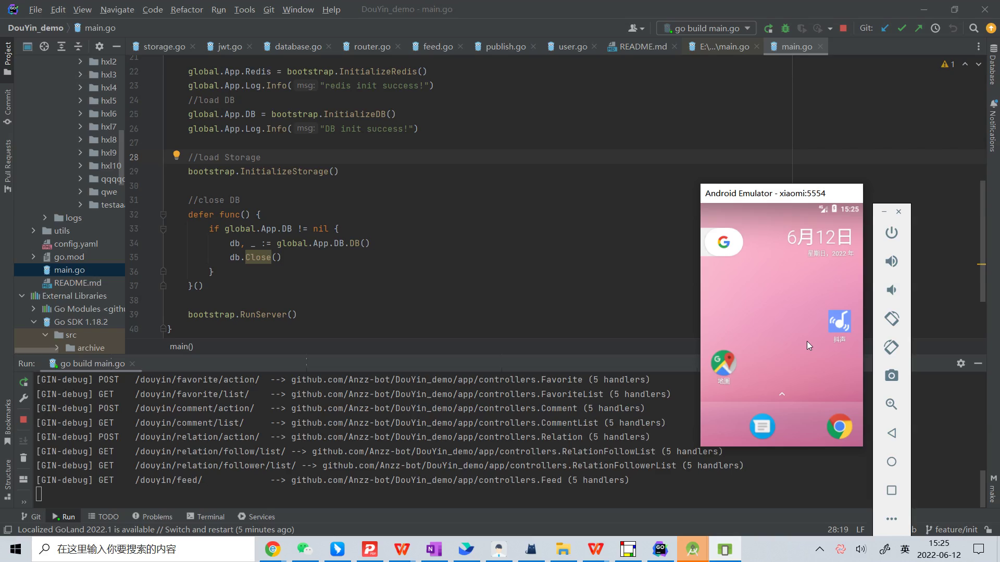 File Edit View Navigate Code Refactor Run Tools Git Window Help DouYin_demo - main.go
DouYin_demo main.go go build main.go Git:
Project
storage.go jwt.go database.go router.go feed.go publish.go user.go README.md E:\...\main.go main.go
hxl2
hxl3
hxl4
hxl5
hxl6
hxl7
hxl8
hxl9
hxl10
qwe
logs
utils
config.yaml
go.mod
main.go
README.md
External Libraries
Go Modules <githu
Go SDK 1.18.2
src
archive
Commit
Pull Requests
Bookmarks
Structure
21
22 global.App.Redis = bootstrap.InitializeRedis()
23 global.App.Log.Info( msg: "redis init success!")
24 //load DB
25 global.App.DB = bootstrap.InitializeDB()
26 global.App.Log.Info( msg: "DB init success!")
27
28 //load Storage
29 bootstrap.InitializeStorage()
30
31 //close DB
32 defer func() {
33 if global.App.DB != nil {
34 db, _ := global.App.DB.DB()
35 db.Close()
36 }
37 }()
38
39 bootstrap.RunServer()
40 }
main()
1
Database
Notifications
make
Android Emulator - xiaomi:5554
4G 15:25
6月12日
星期日，2022 年
抖声
地圖
Run: go build main.go
[GIN-debug] POST /douyin/favorite/action/ --> github.com/Anzz-bot/DouYin_demo/app/controllers.Favorite (5 handlers)
[GIN-debug] GET /douyin/favorite/list/ --> github.com/Anzz-bot/DouYin_demo/app/controllers.FavoriteList (5 handlers)
[GIN-debug] POST /douyin/comment/action/ --> github.com/Anzz-bot/DouYin_demo/app/controllers.Comment (5 handlers)
[GIN-debug] GET /douyin/comment/list/ --> github.com/Anzz-bot/DouYin_demo/app/controllers.CommentList (5 handlers)
[GIN-debug] POST /douyin/relation/action/ --> github.com/Anzz-bot/DouYin_demo/app/controllers.Relation (5 handlers)
[GIN-debug] GET /douyin/relation/follow/list/ --> github.com/Anzz-bot/DouYin_demo/app/controllers.RelationFollowList (5 handlers)
[GIN-debug] GET /douyin/relation/follower/list/ --> github.com/Anzz-bot/DouYin_demo/app/controllers.RelationFollowerList (5 handlers)
[GIN-debug] GET /douyin/feed/ --> github.com/Anzz-bot/DouYin_demo/app/controllers.Feed (5 handlers)
Git Run TODO Problems Terminal Services
Localized GoLand 2022.1 is available // Switch and restart (5 minutes ago) 28:19 LF b feature/init
在这里输入你要搜索的内容
英
15:25
2022-06-12